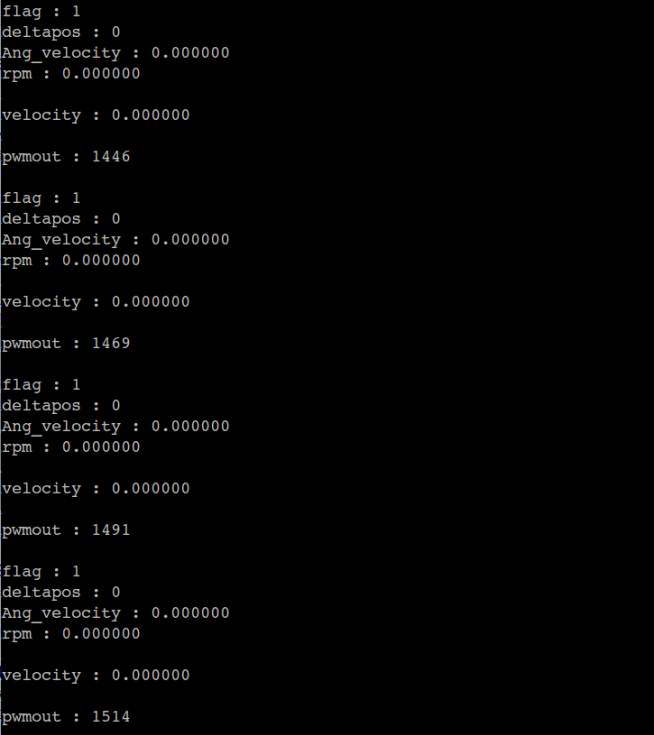 flag : 1
deltapos : 0
Ang_velocity : 0.000000
rpm : 0.000000
velocity : 0.000000
pwmout : 1446
flag : 1
deltapos : 0
Ang_velocity : 0.000000
rpm : 0.000000
velocity : 0.000000
pwmout : 1469
flag : 1
deltapos : 0
Ang_velocity : 0.000000
rpm : 0.000000
velocity : 0.000000
pwmout : 1491
flag : 1
deltapos : 0
Ang_velocity : 0.000000
rpm : 0.000000
velocity : 0.000000
pwmout : 1514